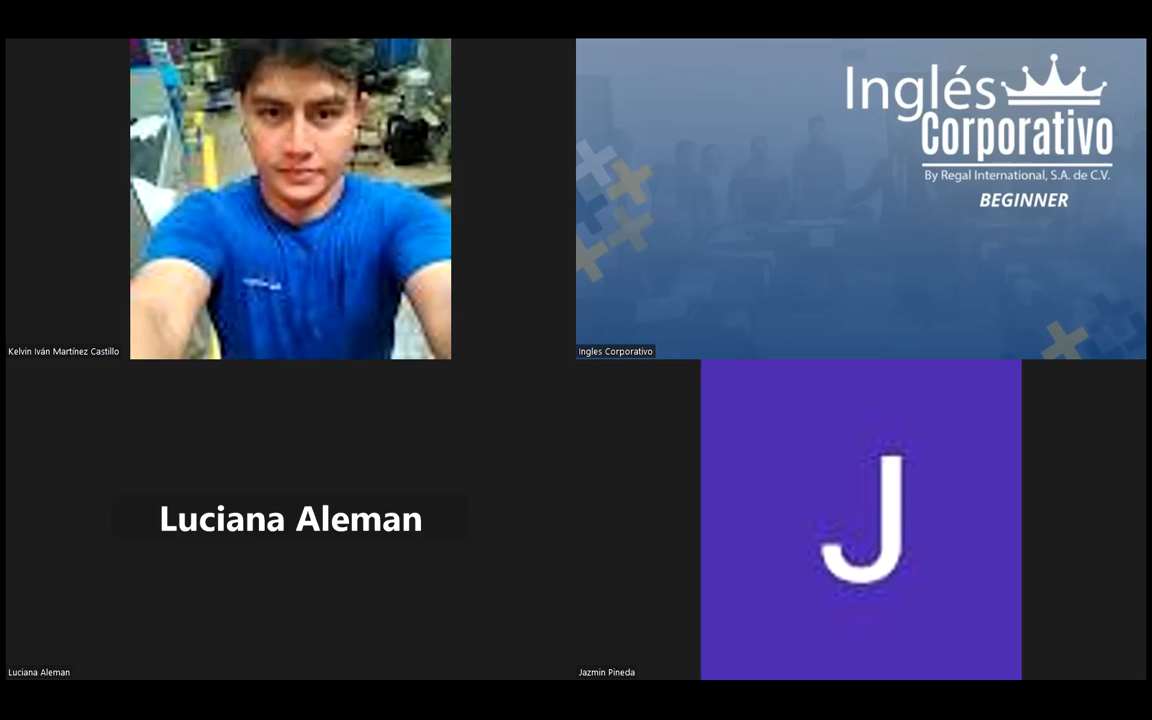 Inglés
Corporativo
By Regal International, S.A. de C.V.
BEGINNER
Kelvin Iván Martínez Castillo
Ingles Corporativo
Luciana Aleman
J
Luciana Aleman
Jazmin Pineda